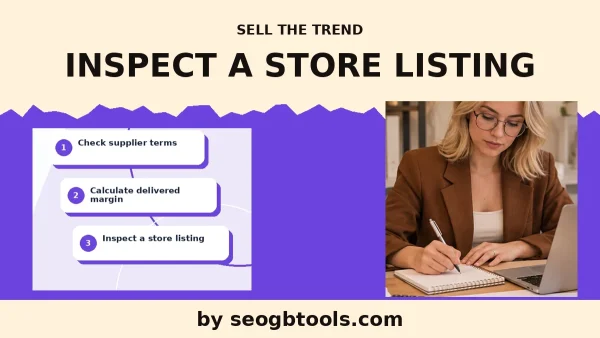 SELL THE TREND
INSPECT A STORE LISTING
1 Check supplier terms
2 Calculate delivered
margin
3 Inspect a store listing
by seogbtools.com